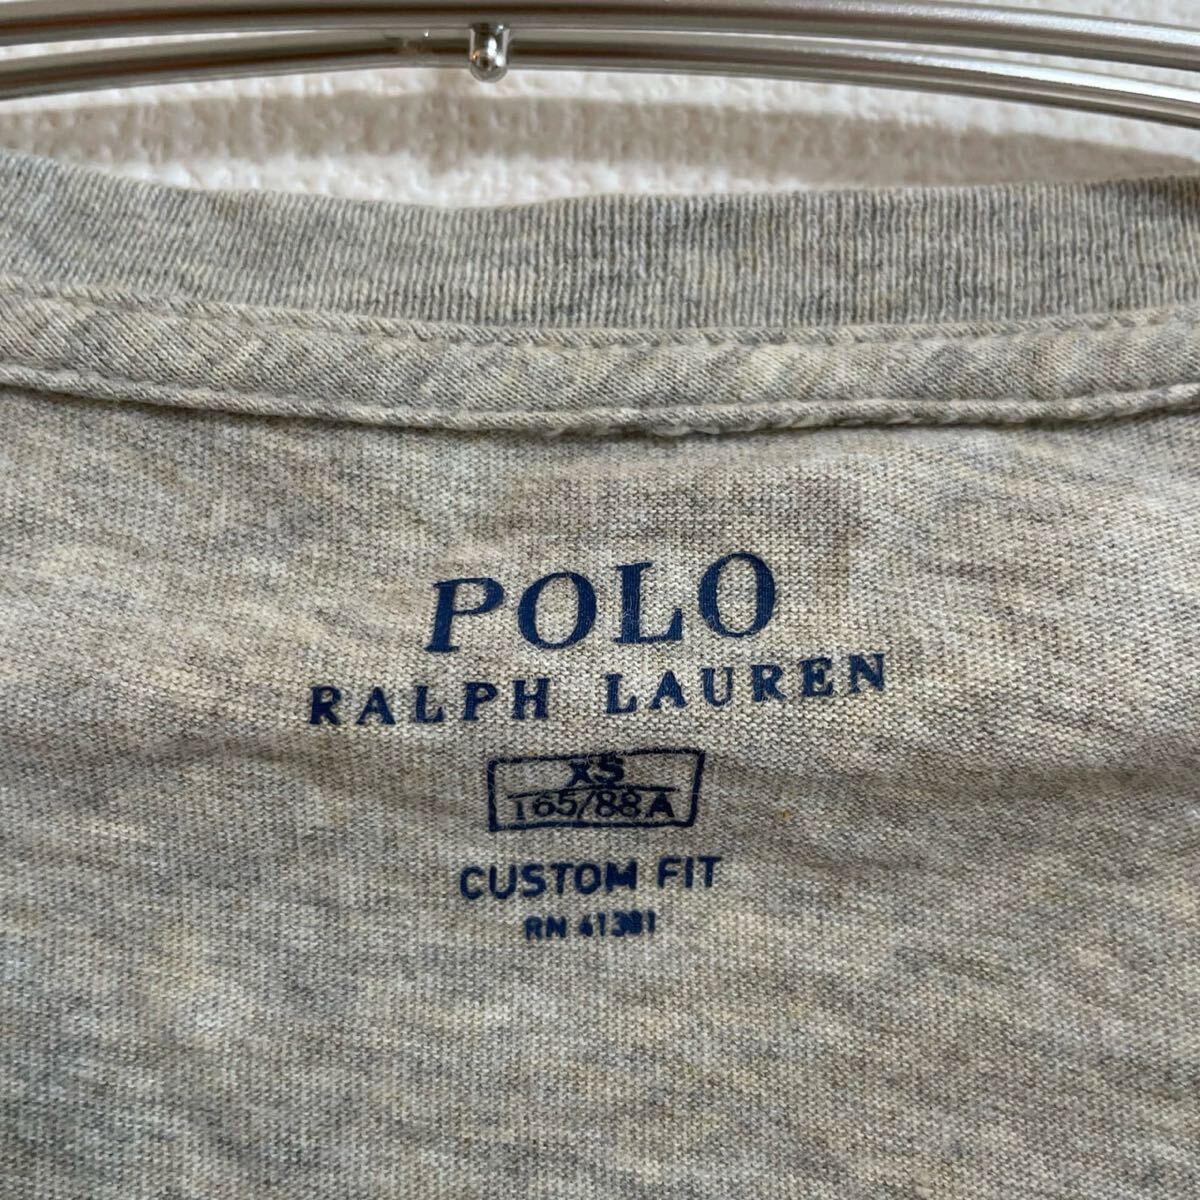 POLO
RALPH LAUREN
XS
165/88A
CUSTOM FIT
RN 41381